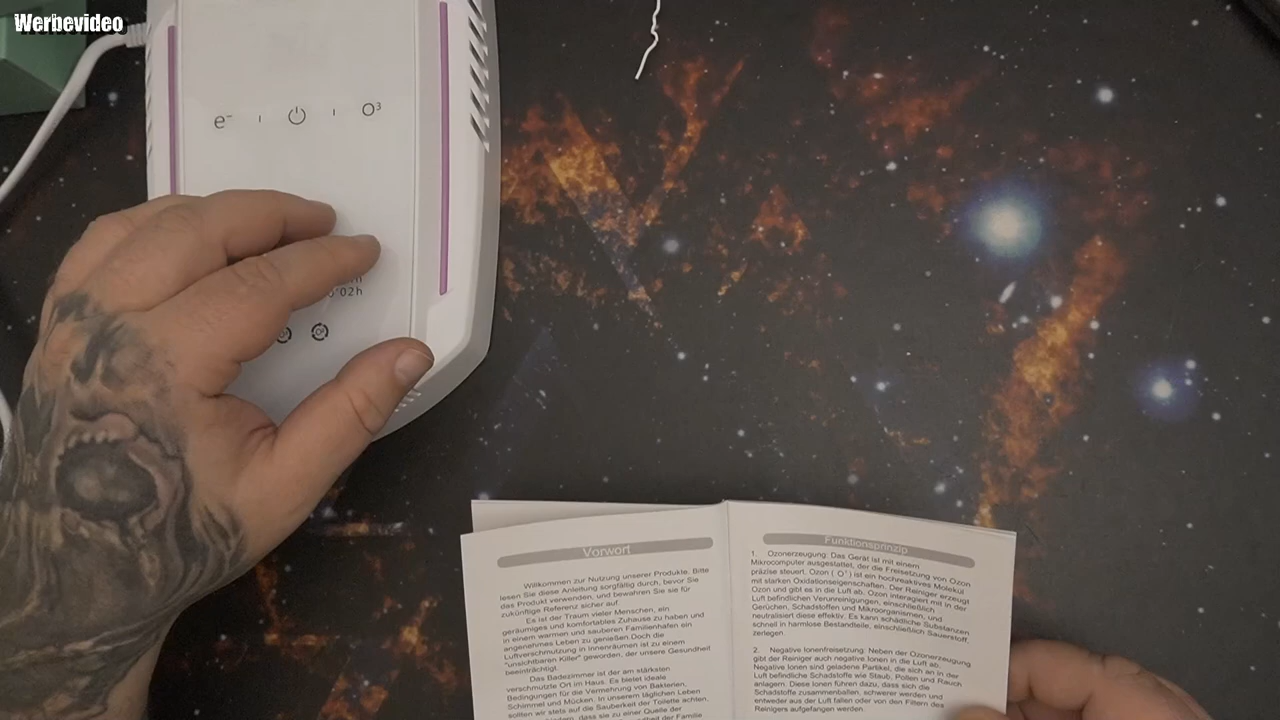 Werbevideo
e⁻ O³
02h
Vorwort
Willkommen zur Nutzung unserer Produkte. Bitte
lesen Sie diese Anleitung sorgfältig durch, bevor Sie
das Produkt verwenden, und bewahren Sie sie für
zukünftige Referenz sicher auf.
Es ist der Traum vieler Menschen, ein
geräumiges und komfortables Zuhause zu haben und
in einem warmen und sauberen Familienhafen ein
angenehmes Leben zu genießen.Doch die
Luftverschmutzung in Innenräumen ist zu einem
"unsichtbaren Killer" geworden, der unsere Gesundheit
beeinträchtigt.
Das Badezimmer ist der am stärksten
verschmutzte Ort im Haus. Es bietet ideale
Bedingungen für die Vermehrung von Bakterien,
Schimmel und Mücken. In unserem täglichen Leben
sollten wir stets auf die Sauberkeit der Toilette achten,
dass sie zu einer Quelle der
der Familie
Funktionsprinzip
1. Ozonerzeugung: Das Gerät ist mit einem
Mikrocomputer ausgestattet, der die Freisetzung von Ozon
präzise steuert. Ozon ( O³ ) ist ein hochreaktives Molekül
mit starken Oxidationseigenschaften. Der Reiniger erzeugt
Ozon und gibt es in die Luft ab. Ozon interagiert mit in der
Luft befindlichen Verunreinigungen, einschließlich
Gerüchen, Schadstoffen und Mikroorganismen, und
neutralisiert diese effektiv. Es kann schädliche Substanzen
schnell in harmlose Bestandteile, einschließlich Sauerstoff,
zerlegen.
2. Negative Ionenfreisetzung: Neben der Ozonerzeugung
gibt der Reiniger auch negative Ionen in die Luft ab.
Negative Ionen sind geladene Partikel, die sich an in der
Luft befindliche Schadstoffe wie Staub, Pollen und Rauch
anlagern. Diese Ionen führen dazu, dass sich die
Schadstoffe zusammenballen, schwerer werden und
entweder aus der Luft fallen oder von den Filtern des
Reinigers aufgefangen werden.